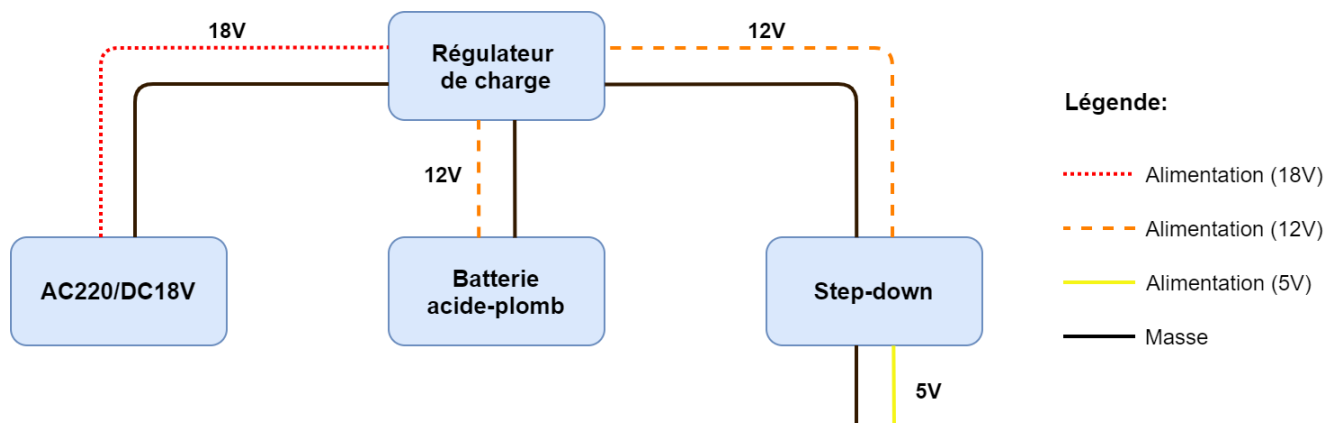 18V
12V
Régulateur
de charge
Légende:
12V
Alimentation (18V)
Alimentation (12V)
AC220/DC18V
Batterie
acide-plomb
Step-down
Alimentation (5V)
Masse
5V